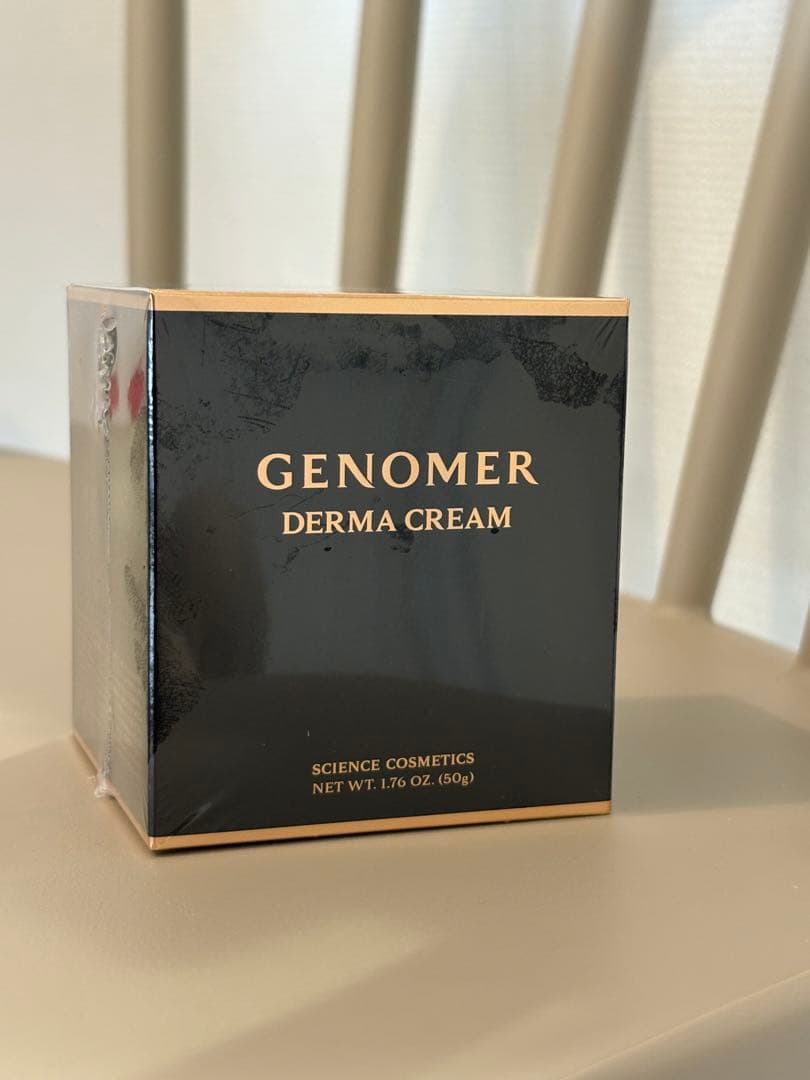 GENOMER
DERMA CREAM
SCIENCE COSMETICS
NET WT. 1.76 OZ. (50g)